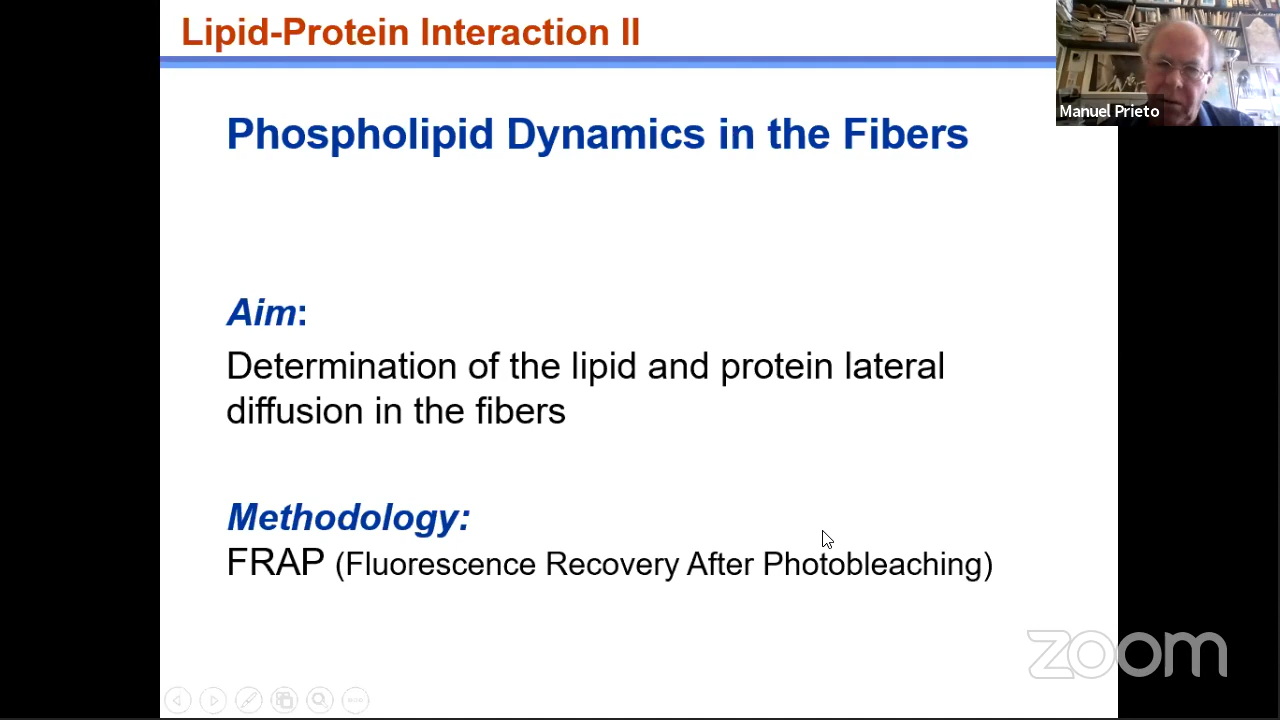 Lipid-Protein Interaction II
Manuel Prieto
Phospholipid Dynamics in the Fibers
Aim:
Determination of the lipid and protein lateral
diffusion in the fibers
Methodology:
FRAP (Fluorescence Recovery After Photobleaching)
zoom